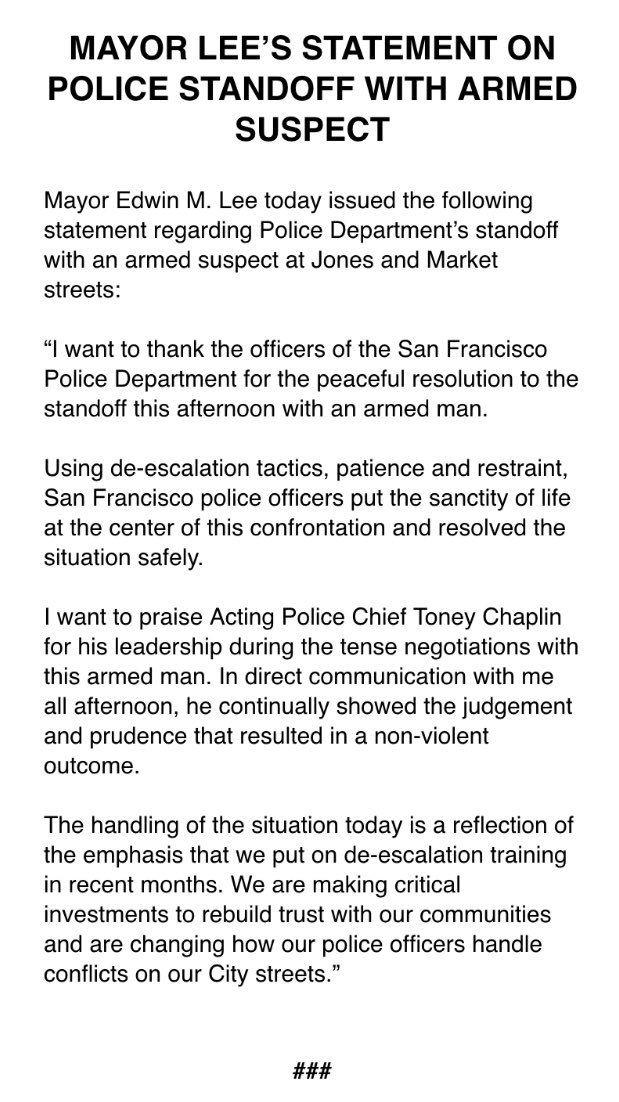 MAYOR LEE’S STATEMENT ON
POLICE STANDOFF WITH ARMED
SUSPECT
Mayor Edwin M. Lee today issued the following
statement regarding Police Department’s standoff
with an armed suspect at Jones and Market
streets:
“I want to thank the officers of the San Francisco
Police Department for the peaceful resolution to the
standoff this afternoon with an armed man.
Using de-escalation tactics, patience and restraint,
San Francisco police officers put the sanctity of life
at the center of this confrontation and resolved the
situation safely.
I want to praise Acting Police Chief Toney Chaplin
for his leadership during the tense negotiations with
this armed man. In direct communication with me
all afternoon, he continually showed the judgement
and prudence that resulted in a non-violent
outcome.
The handling of the situation today is a reflection of
the emphasis that we put on de-escalation training
in recent months. We are making critical
investments to rebuild trust with our communities
and are changing how our police officers handle
conflicts on our City streets.”
###